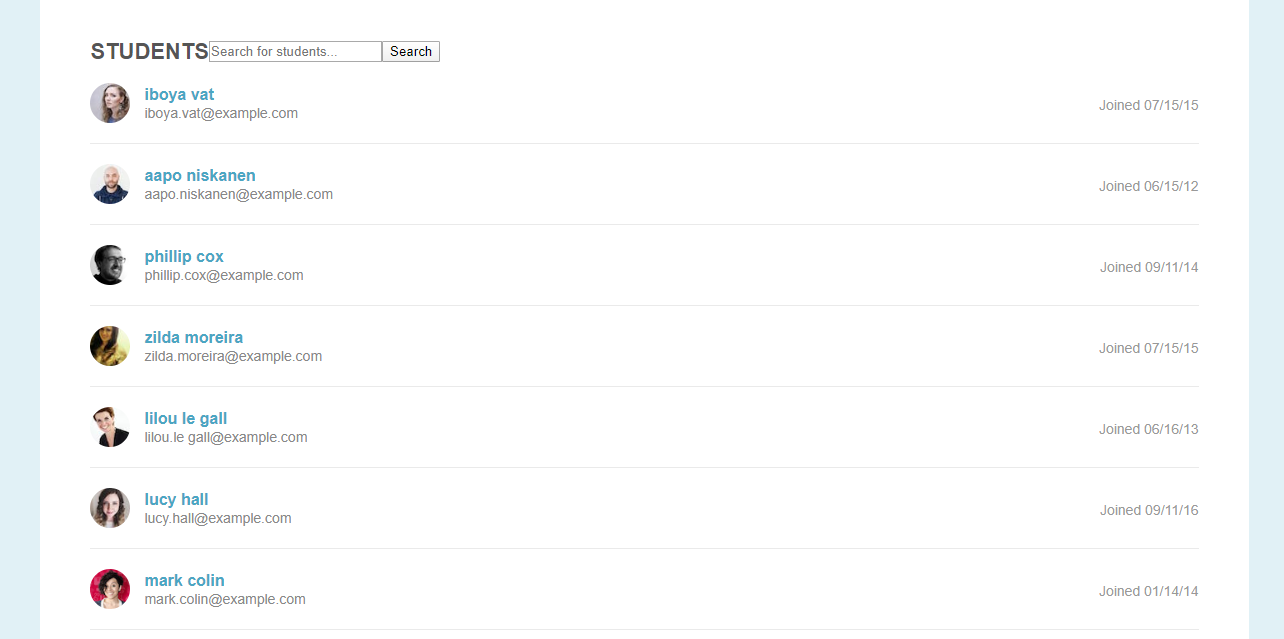 STUDENTS Search for students... Search
iboya vat
iboya.vat@example.com
Joined 07/15/15
aapo niskanen
aapo.niskanen@example.com
Joined 06/15/12
phillip cox
phillip.cox@example.com
Joined 09/11/14
zilda moreira
zilda.moreira@example.com
Joined 07/15/15
lilou le gall
lilou.le gall@example.com
Joined 06/16/13
lucy hall
lucy.hall@example.com
Joined 09/11/16
mark colin
mark.colin@example.com
Joined 01/14/14